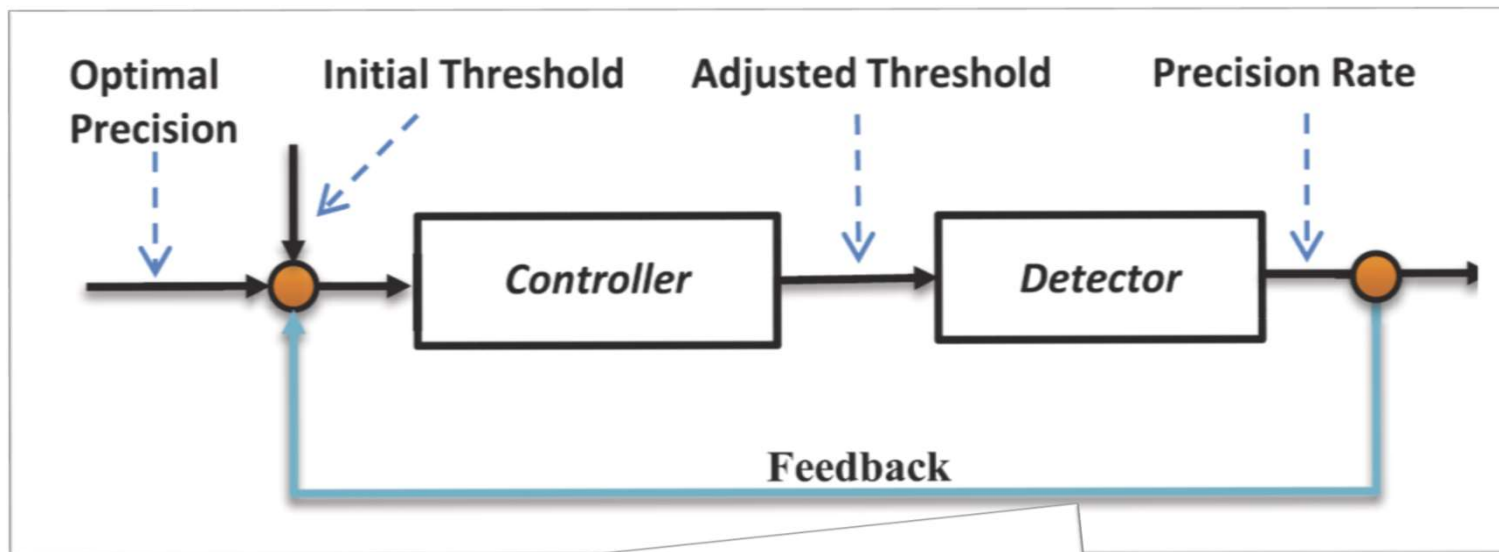 Optimal
Precision
Initial Threshold
Adjusted Threshold
Precision Rate
Controller
Detector
Feedback